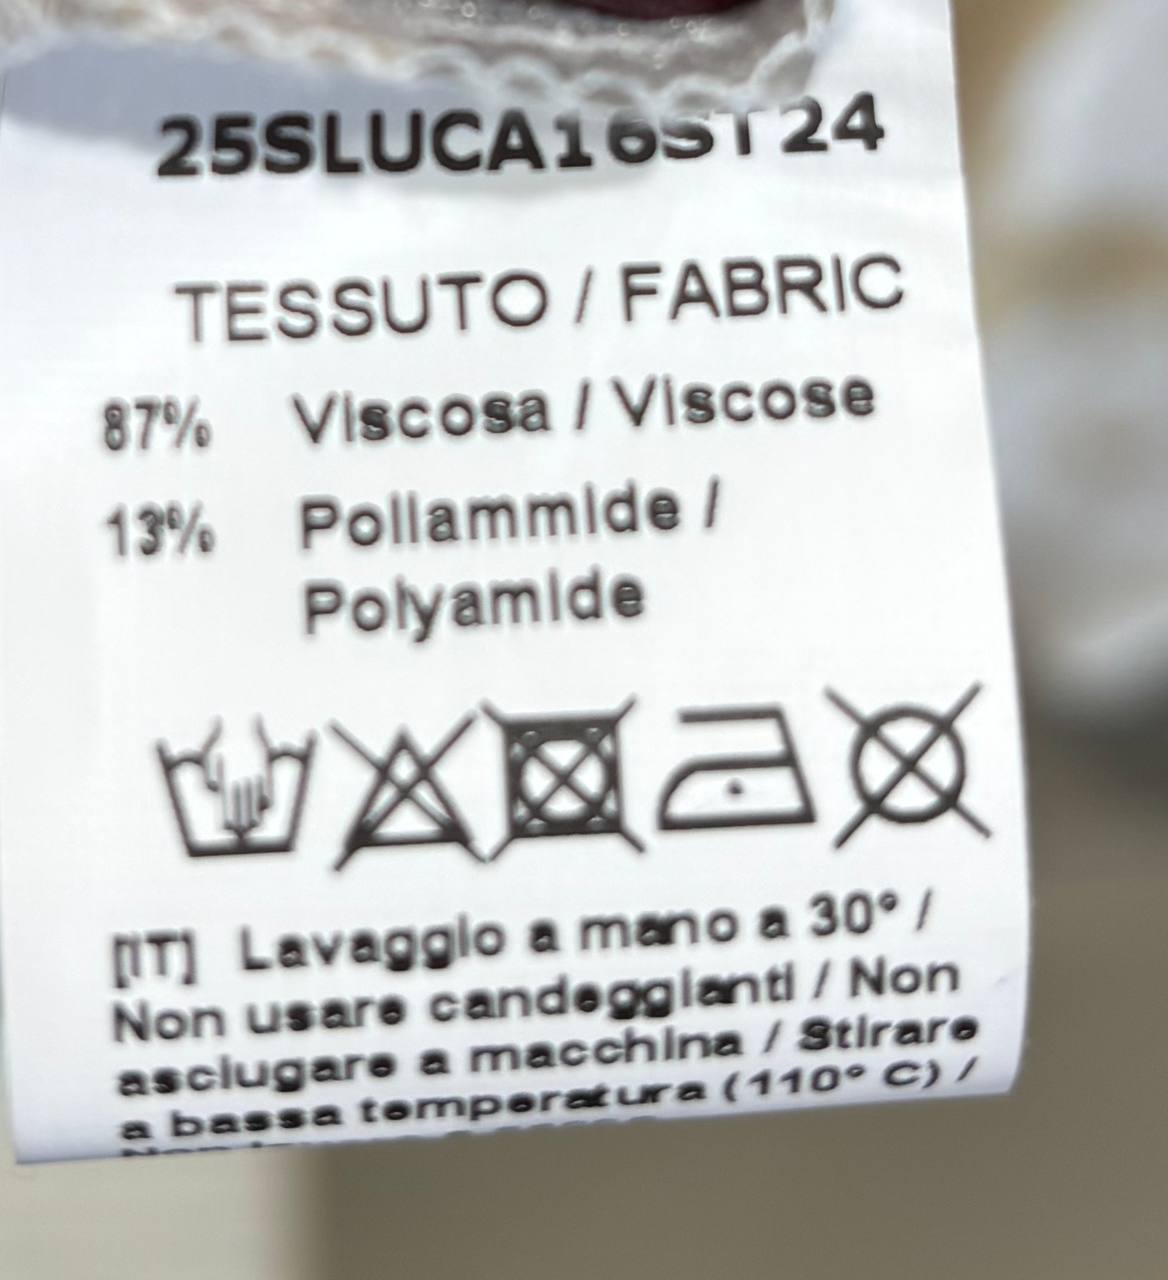 25SLUCA16ST24
TESSUTO / FABRIC
87% Viscosa / Viscose
13% Poliammide /
Polyamide
[IT] Lavaggio a mano a 30° /
Non usare candeggianti / Non
asciugare a macchina / Stirare
a bassa temperatura (110° C) /
Non